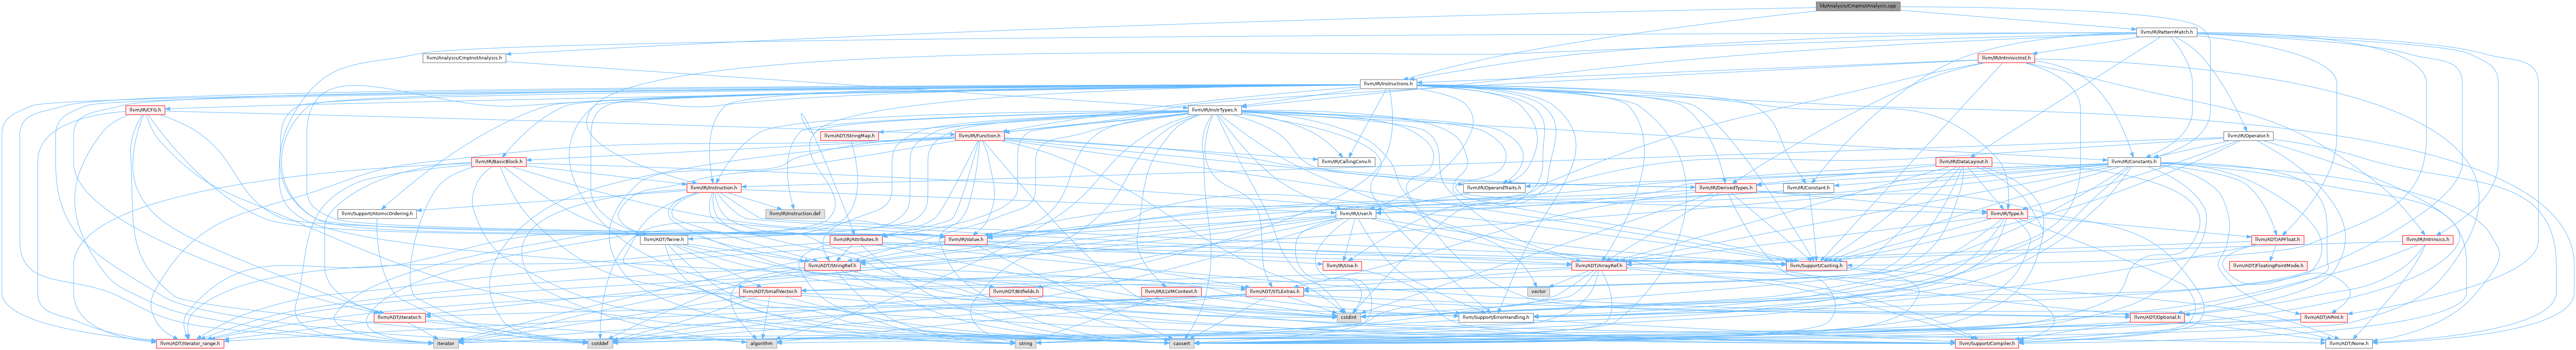 lib/Analysis/CmpInstAnalysis.cpp
llvm/IR/PatternMatch.h
llvm/Analysis/CmpInstAnalysis.h
llvm/IR/IntrinsicInst.h
llvm/IR/Instructions.h
llvm/IR/CFG.h
llvm/IR/InstrTypes.h
llvm/ADT/StringMap.h
llvm/IR/Function.h
llvm/IR/Operator.h
llvm/IR/BasicBlock.h
llvm/IR/CallingConv.h
llvm/IR/DataLayout.h
llvm/IR/Constants.h
llvm/IR/Instruction.h
llvm/IR/OperandTraits.h
llvm/IR/DerivedTypes.h
llvm/IR/Constant.h
llvm/Support/AtomicOrdering.h
llvm/IR/Instruction.def
llvm/IR/User.h
llvm/IR/Type.h
llvm/ADT/Twine.h
llvm/IR/Attributes.h
llvm/IR/Value.h
llvm/ADT/APFloat.h
llvm/IR/Intrinsics.h
llvm/ADT/StringRef.h
llvm/IR/Use.h
llvm/ADT/ArrayRef.h
llvm/Support/Casting.h
llvm/ADT/FloatingPointMode.h
llvm/ADT/SmallVector.h
llvm/ADT/Bitfields.h
llvm/IR/LLVMContext.h
llvm/ADT/STLExtras.h
vector
llvm/ADT/iterator.h
cstdint
llvm/Support/ErrorHandling.h
llvm/ADT/Optional.h
llvm/ADT/APInt.h
llvm/ADT/iterator_range.h
iterator
cstddef
algorithm
string
cassert
llvm/Support/Compiler.h
llvm/ADT/None.h